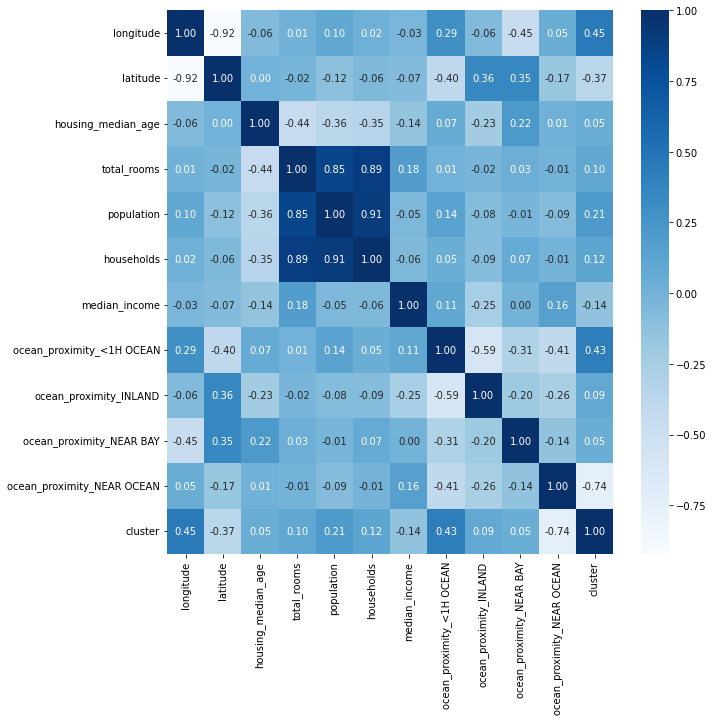 longitude 1.00 -0.92 -0.06 0.01 0.10 0.02 -0.03 0.29 -0.06 -0.45 0.05 0.45
latitude -0.92 1.00 0.00 -0.02 -0.12 -0.06 -0.07 -0.40 0.36 0.35 -0.17 -0.37
housing_median_age -0.06 0.00 1.00 -0.44 -0.36 -0.35 -0.14 0.07 -0.23 0.22 0.01 0.05
total_rooms 0.01 -0.02 -0.44 1.00 0.85 0.89 0.18 0.01 -0.02 0.03 -0.01 0.10
population 0.10 -0.12 -0.36 0.85 1.00 0.91 -0.05 0.14 -0.08 -0.01 -0.09 0.21
households 0.02 -0.06 -0.35 0.89 0.91 1.00 -0.06 0.05 -0.09 0.07 -0.01 0.12
median_income -0.03 -0.07 -0.14 0.18 -0.05 -0.06 1.00 0.11 -0.25 0.00 0.16 -0.14
ocean_proximity_<1H OCEAN 0.29 -0.40 0.07 0.01 0.14 0.05 0.11 1.00 -0.59 -0.31 -0.41 0.43
ocean_proximity_INLAND -0.06 0.36 -0.23 -0.02 -0.08 -0.09 -0.25 -0.59 1.00 -0.20 -0.26 0.09
ocean_proximity_NEAR BAY -0.45 0.35 0.22 0.03 -0.01 0.07 0.00 -0.31 -0.20 1.00 -0.14 0.05
ocean_proximity_NEAR OCEAN 0.05 -0.17 0.01 -0.01 -0.09 -0.01 0.16 -0.41 -0.26 -0.14 1.00 -0.74
cluster 0.45 -0.37 0.05 0.10 0.21 0.12 -0.14 0.43 0.09 0.05 -0.74 1.00
longitude
latitude
housing_median_age
total_rooms
population
households
median_income
ocean_proximity_<1H OCEAN
ocean_proximity_INLAND
ocean_proximity_NEAR BAY
ocean_proximity_NEAR OCEAN
cluster
1.00
0.75
0.50
0.25
0.00
−0.25
−0.50
−0.75